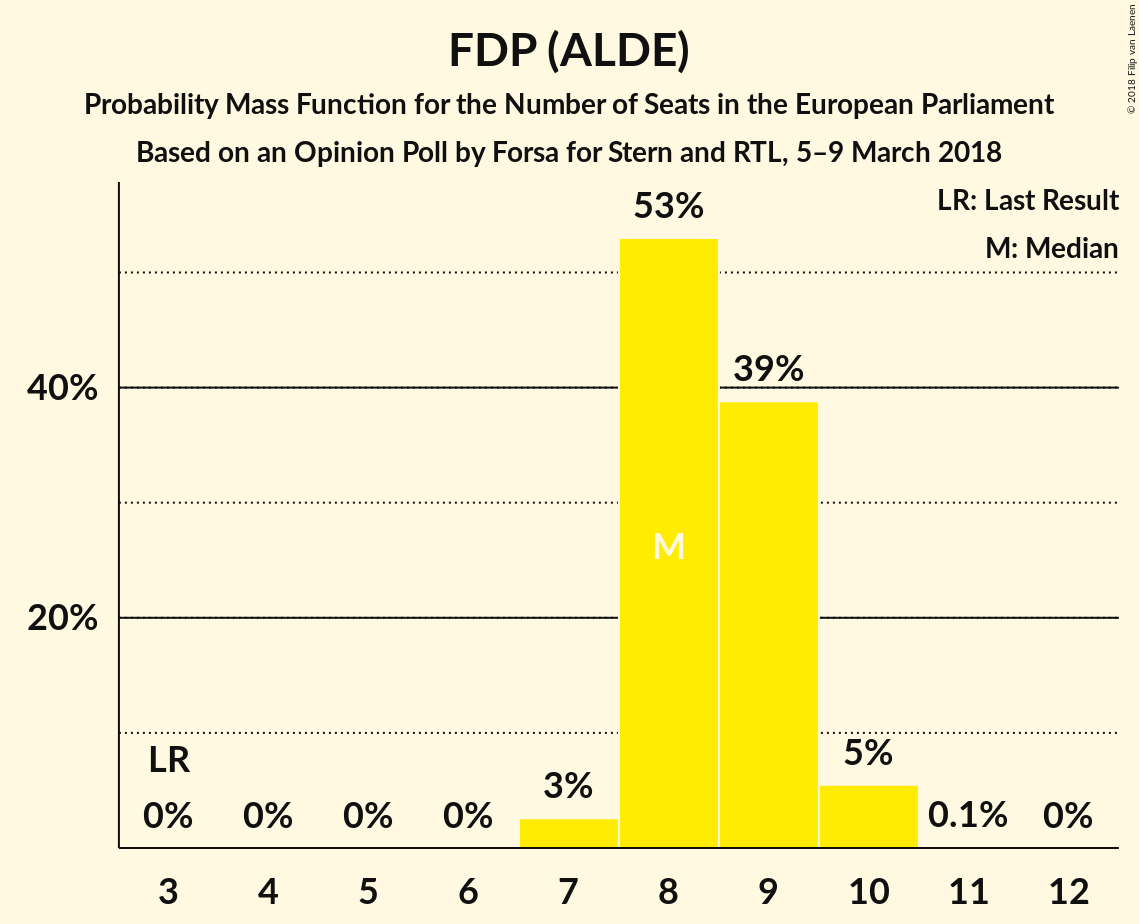 FDP (ALDE)
Probability Mass Function for the Number of Seats in the European Parliament
Based on an Opinion Poll by Forsa for Stern and RTL, 5–9 March 2018
© 2018 Filip van Laenen
LR: Last Result
M: Median
53%
39%
40%
M
20%
LR
5%
3%
0% 0% 0% 0% 0.1% 0%
3 4 5 6 7 8 9 10 11 12